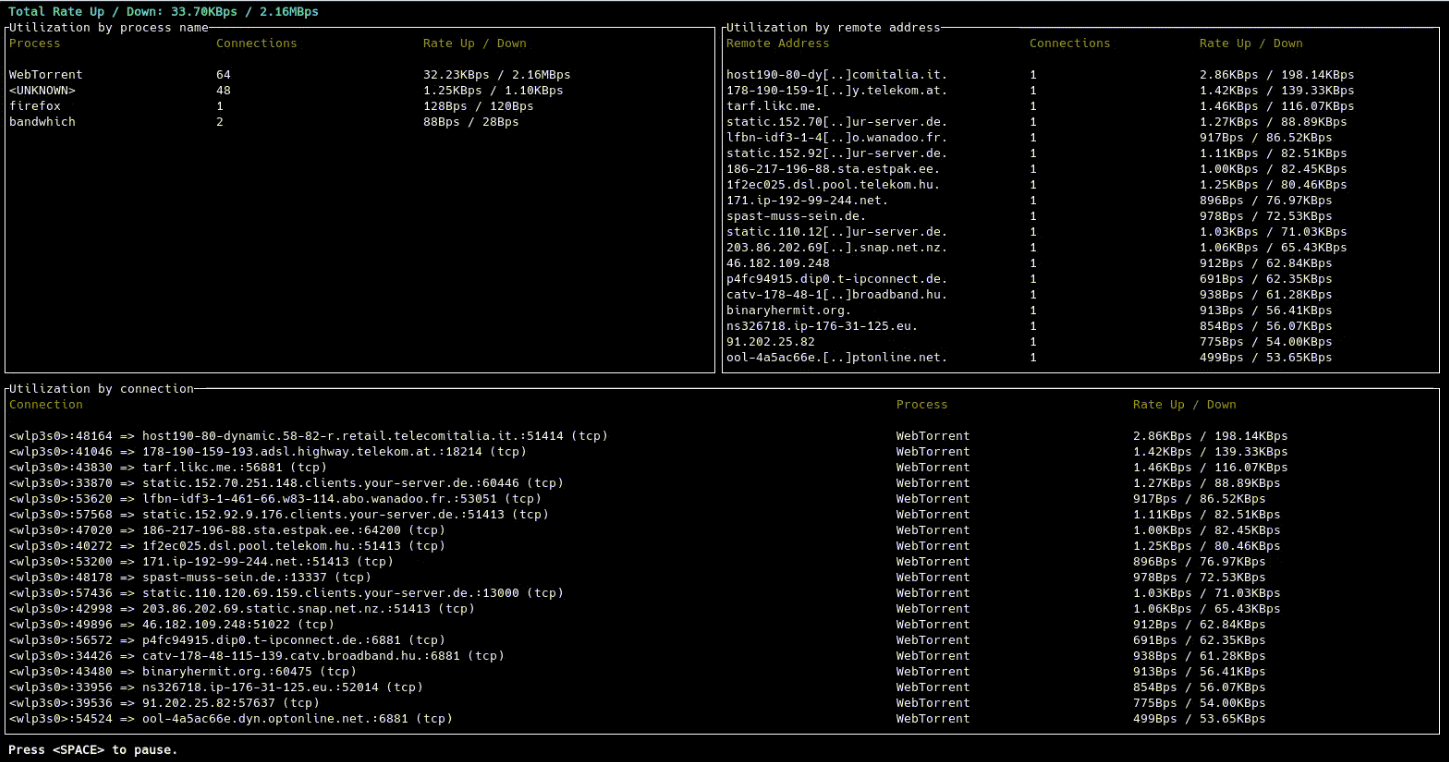 Total Rate Up / Down: 33.70KBps / 2.16MBps
Utilization by process name
Process Connections Rate Up / Down
WebTorrent 64 32.23KBps / 2.16MBps
<UNKNOWN> 48 1.25KBps / 1.10KBps
firefox 1 128Bps / 120Bps
bandwhich 2 88Bps / 28Bps
Utilization by remote address
Remote Address Connections Rate Up / Down
host190-80-dy[..]comitalia.it. 1 2.86KBps / 198.14KBps
178-190-159-1[..]y.telekom.at. 1 1.42KBps / 139.33KBps
tarf.likc.me. 1 1.46KBps / 116.07KBps
static.152.70[..]ur-server.de. 1 1.27KBps / 88.89KBps
lfbn-idf3-1-4[..]o.wanadoo.fr. 1 917Bps / 86.52KBps
static.152.92[..]ur-server.de. 1 1.11KBps / 82.51KBps
186-217-196-88.sta.estpak.ee. 1 1.00KBps / 82.45KBps
1f2ec025.dsl.pool.telekom.hu. 1 1.25KBps / 80.46KBps
171.ip-192-99-244.net. 1 896Bps / 76.97KBps
spast-muss-sein.de. 1 978Bps / 72.53KBps
static.110.12[..]ur-server.de. 1 1.03KBps / 71.03KBps
203.86.202.69[..].snap.net.nz. 1 1.06KBps / 65.43KBps
46.182.109.248 1 912Bps / 62.84KBps
p4fc94915.dip0.t-ipconnect.de. 1 691Bps / 62.35KBps
catv-178-48-1[..]broadband.hu. 1 938Bps / 61.28KBps
binaryhermit.org. 1 913Bps / 56.41KBps
ns326718.ip-176-31-125.eu. 1 854Bps / 56.07KBps
91.202.25.82 1 775Bps / 54.00KBps
ool-4a5ac66e.[..]ptonline.net. 1 499Bps / 53.65KBps
Utilization by connection
Connection Process Rate Up / Down
<wlp3s0>:48164 => host190-80-dynamic.58-82-r.retail.telecomitalia.it.:51414 (tcp) WebTorrent 2.86KBps / 198.14KBps
<wlp3s0>:41046 => 178-190-159-193.adsl.highway.telekom.at.:18214 (tcp) WebTorrent 1.42KBps / 139.33KBps
<wlp3s0>:43830 => tarf.likc.me.:56881 (tcp) WebTorrent 1.46KBps / 116.07KBps
<wlp3s0>:33870 => static.152.70.251.148.clients.your-server.de.:60446 (tcp) WebTorrent 1.27KBps / 88.89KBps
<wlp3s0>:53620 => lfbn-idf3-1-461-66.w83-114.abo.wanadoo.fr.:53051 (tcp) WebTorrent 917Bps / 86.52KBps
<wlp3s0>:57568 => static.152.92.9.176.clients.your-server.de.:51413 (tcp) WebTorrent 1.11KBps / 82.51KBps
<wlp3s0>:47020 => 186-217-196-88.sta.estpak.ee.:64200 (tcp) WebTorrent 1.00KBps / 82.45KBps
<wlp3s0>:40272 => 1f2ec025.dsl.pool.telekom.hu.:51413 (tcp) WebTorrent 1.25KBps / 80.46KBps
<wlp3s0>:53200 => 171.ip-192-99-244.net.:51413 (tcp) WebTorrent 896Bps / 76.97KBps
<wlp3s0>:48178 => spast-muss-sein.de.:13337 (tcp) WebTorrent 978Bps / 72.53KBps
<wlp3s0>:57436 => static.110.120.69.159.clients.your-server.de.:13000 (tcp) WebTorrent 1.03KBps / 71.03KBps
<wlp3s0>:42998 => 203.86.202.69.static.snap.net.nz.:51413 (tcp) WebTorrent 1.06KBps / 65.43KBps
<wlp3s0>:49896 => 46.182.109.248:51022 (tcp) WebTorrent 912Bps / 62.84KBps
<wlp3s0>:56572 => p4fc94915.dip0.t-ipconnect.de.:6881 (tcp) WebTorrent 691Bps / 62.35KBps
<wlp3s0>:34426 => catv-178-48-115-139.catv.broadband.hu.:6881 (tcp) WebTorrent 938Bps / 61.28KBps
<wlp3s0>:43480 => binaryhermit.org.:60475 (tcp) WebTorrent 913Bps / 56.41KBps
<wlp3s0>:33956 => ns326718.ip-176-31-125.eu.:52014 (tcp) WebTorrent 854Bps / 56.07KBps
<wlp3s0>:39536 => 91.202.25.82:57637 (tcp) WebTorrent 775Bps / 54.00KBps
<wlp3s0>:54524 => ool-4a5ac66e.dyn.optonline.net.:6881 (tcp) WebTorrent 499Bps / 53.65KBps
Press <SPACE> to pause.